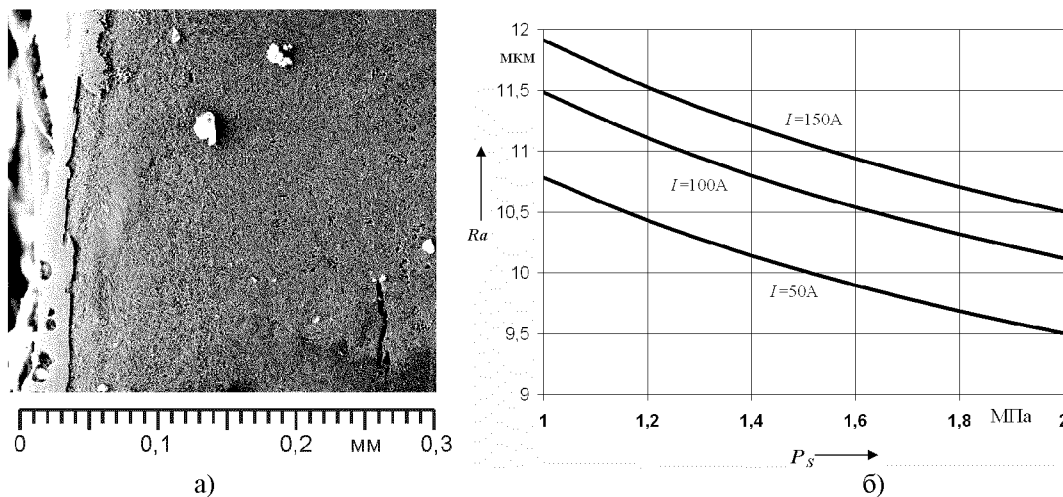 12
мкм
11,5
I=150A
11
I=100A
Ra
10,5
10
I=50A
9,5
9
1 1,2 1,4 1,6 1,8 МПа 2
P_S
0 0,1 0,2 мм 0,3
а) б)